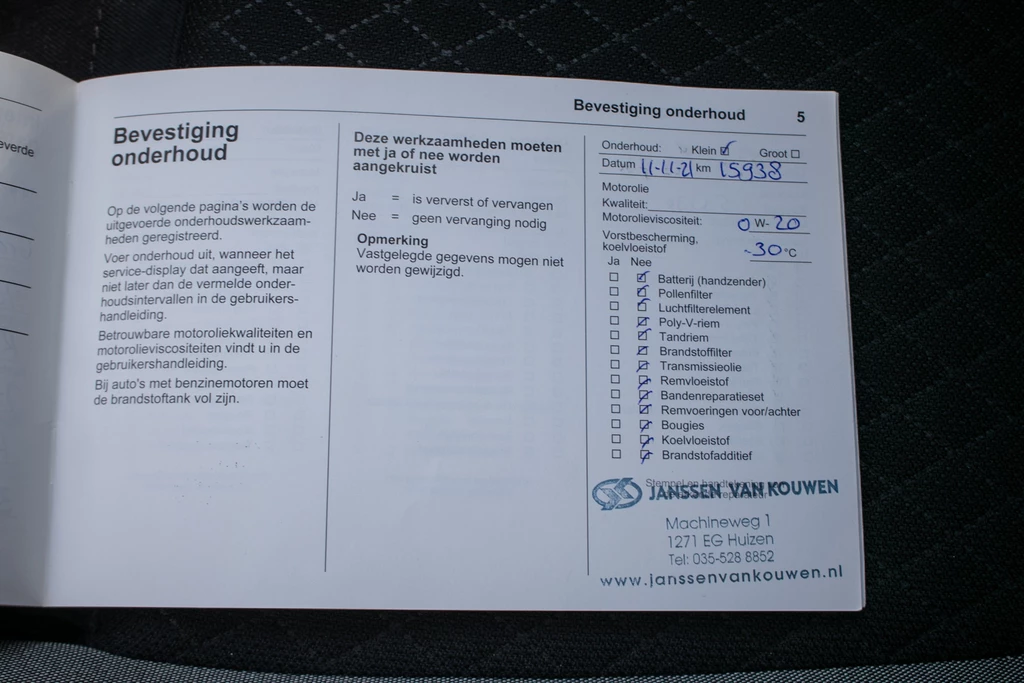 everde
Bevestiging onderhoud 5
Bevestiging
onderhoud
Op de volgende pagina's worden de
uitgevoerde onderhoudswerkzaam-
heden geregistreerd.
Voer onderhoud uit, wanneer het
service-display dat aangeeft, maar
niet later dan de vermelde onder-
houdsintervallen in de gebruikers-
handleiding.
Betrouwbare motoroliekwaliteiten en
motorolieviscositeiten vindt u in de
gebruikershandleiding.
Bij auto's met benzinemotoren moet
de brandstoftank vol zijn.
Deze werkzaamheden moeten
met ja of nee worden
aangekruist
Ja = is ververst of vervangen
Nee = geen vervanging nodig
Opmerking
Vastgelegde gegevens mogen niet
worden gewijzigd.
Onderhoud: Klein ☑ Groot ☐
Datum 11-11-21 km 15938
Motorolie
Kwaliteit:
Motorolieviscositeit: 0 W- 20
Vorstbescherming,
koelvloeistof -30 °C
Ja Nee
☐ ☑ Batterij (handzender)
☐ ☑ Pollenfilter
☐ ☑ Luchtfilterelement
☐ ☑ Poly-V-riem
☐ ☑ Tandriem
☐ ☑ Brandstoffilter
☐ ☑ Transmissieolie
☐ ☑ Remvloeistof
☐ ☑ Bandenreparatieset
☐ ☑ Remvoeringen voor/achter
☐ ☑ Bougies
☐ ☑ Koelvloeistof
☐ ☑ Brandstofadditief
Stempel en handtekening
JANSSEN VAN KOUWEN
Machineweg 1
1271 EG Huizen
Tel: 035-528 8852
www.janssenvankouwen.nl